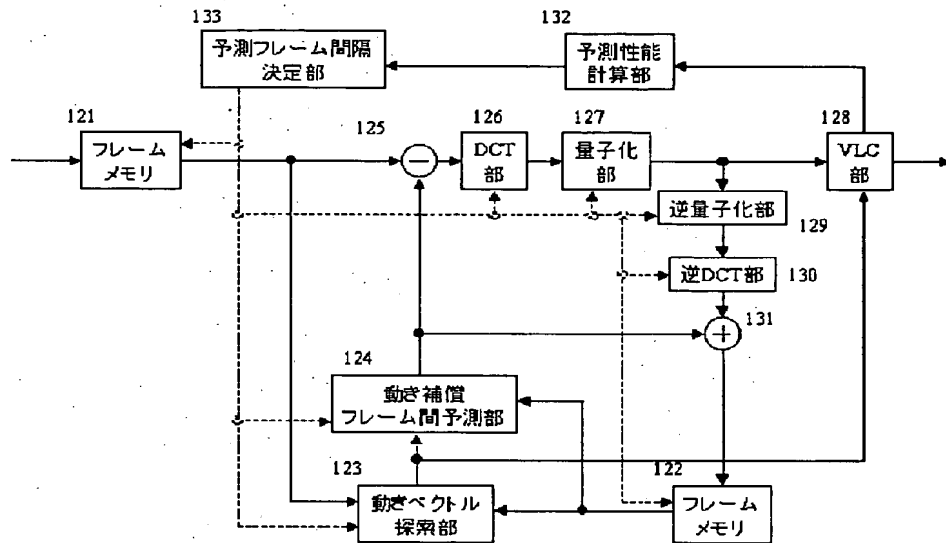 133
予測フレーム間隔
決定部
132
予測性能
計算部
121
フレーム
メモリ
125
126
DCT
部
127
量子化
部
128
VLC
部
逆量子化部
129
逆DCT部
130
131
124
動き補償
フレーム間予測部
123
動きベクトル
探索部
122
フレーム
メモリ